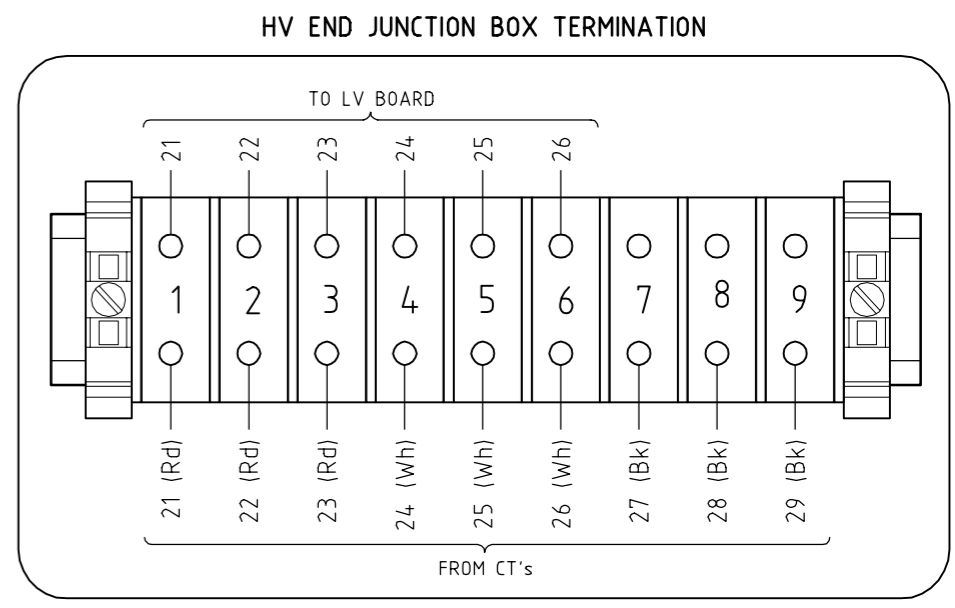 HV END JUNCTION BOX TERMINATION
TO LV BOARD
21 22 23 24 25 26
1 2 3 4 5 6 7 8 9
21 (Rd) 22 (Rd) 23 (Rd) 24 (Wh) 25 (Wh) 26 (Wh) 27 (Bk) 28 (Bk) 29 (Bk)
FROM CT's